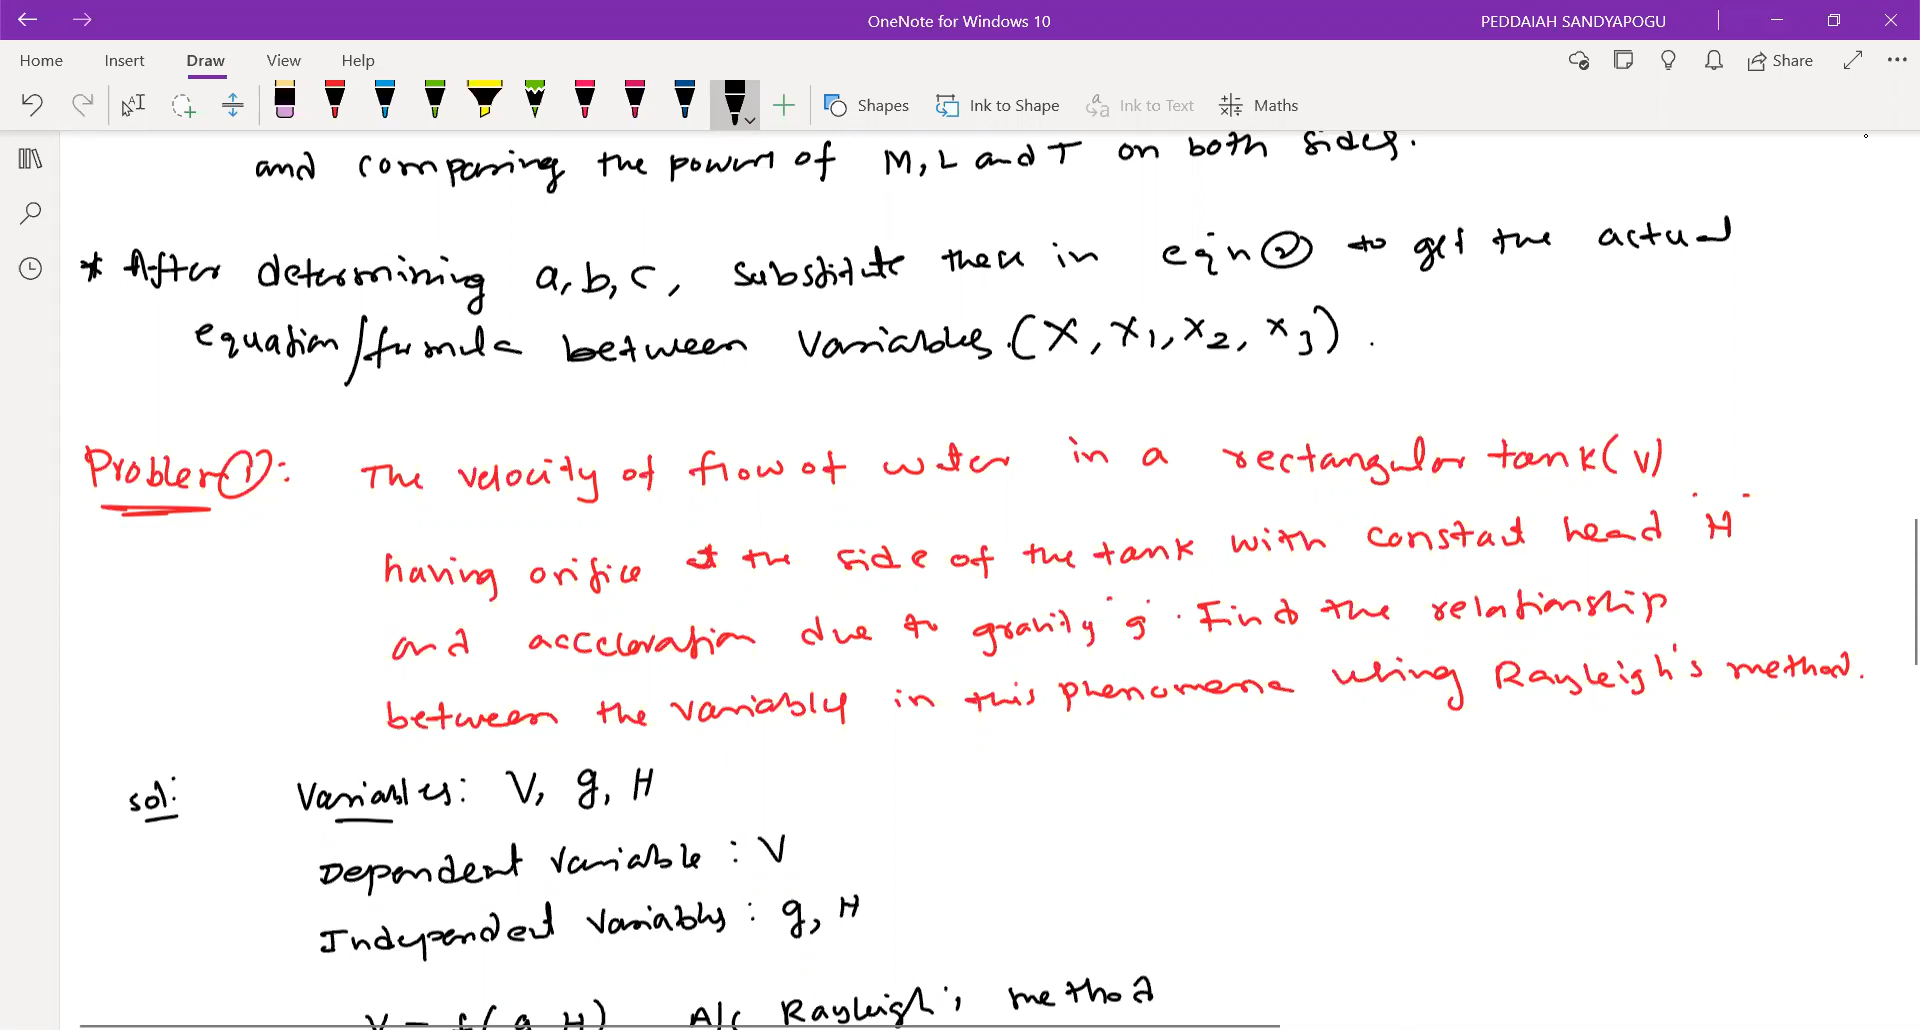 OneNote for Windows 10
PEDDAIAH SANDYAPOGU
Home Insert Draw View Help
Share
Shapes Ink to Shape Ink to Text Maths
and comparing the powers of M, L and T on both sides.
* After determining a, b, c, substitute these in eqn ② to get the actual
equation/formula between variables. (X, x1, x2, x3).
Problem ①: The velocity of flow of water in a rectangular tank (V)
having orifice at the side of the tank with constant head "H"
and acceleration due to gravity 'g'. Find the relationship
between the variables in this phenomena using Rayleigh's method.
Sol: Variables: V, g, H
Dependent variable : V
Independent variables : g, H
V = f(g, H) A/c Rayleigh's method